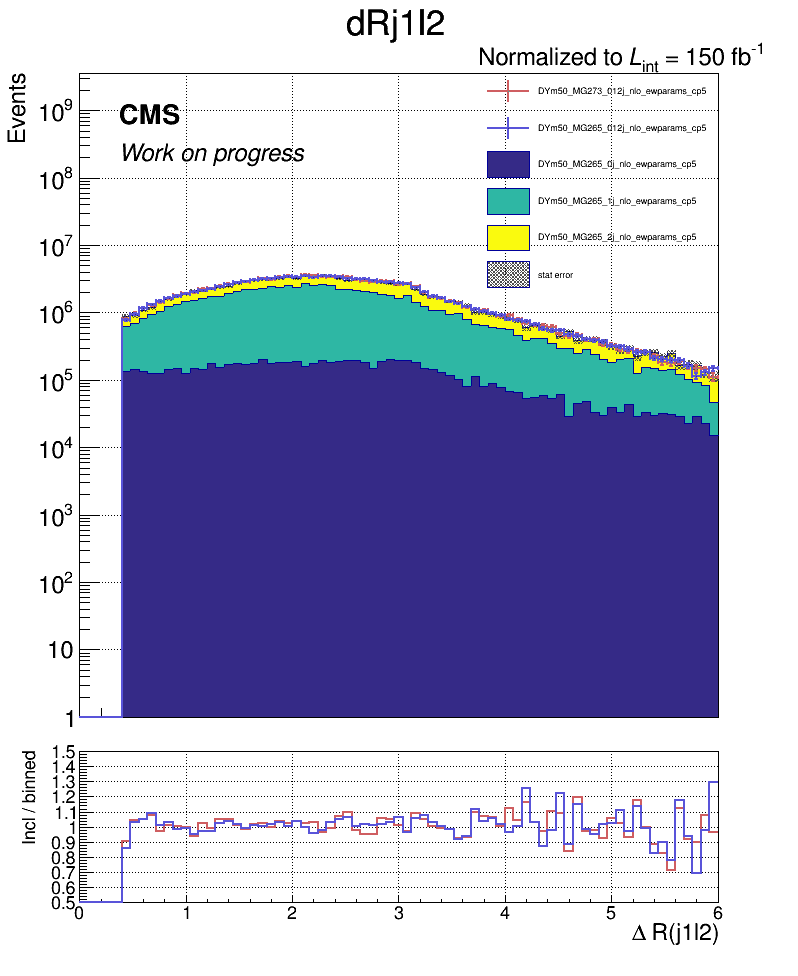 dRj1l2
Normalized to Lint = 150 fb-1
Events
CMS
Work on progress
DYm50_MG273_012j_nlo_ewparams_cp5
DYm50_MG265_012j_nlo_ewparams_cp5
DYm50_MG265_0j_nlo_ewparams_cp5
DYm50_MG265_1j_nlo_ewparams_cp5
DYm50_MG265_2j_nlo_ewparams_cp5
stat error
10^9
10^8
10^7
10^6
10^5
10^4
10^3
10^2
10
1
Incl / binned
1.5
1.4
1.3
1.2
1.1
1
0.9
0.8
0.7
0.6
0.5
0 1 2 3 4 5 6
Δ R(j1l2)